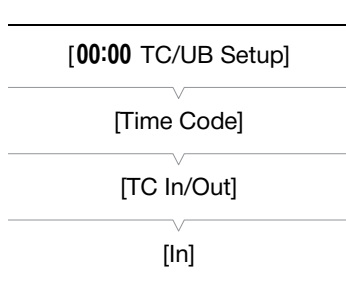 [00:00 TC/UB Setup]
[Time Code]
[TC In/Out]
[In]